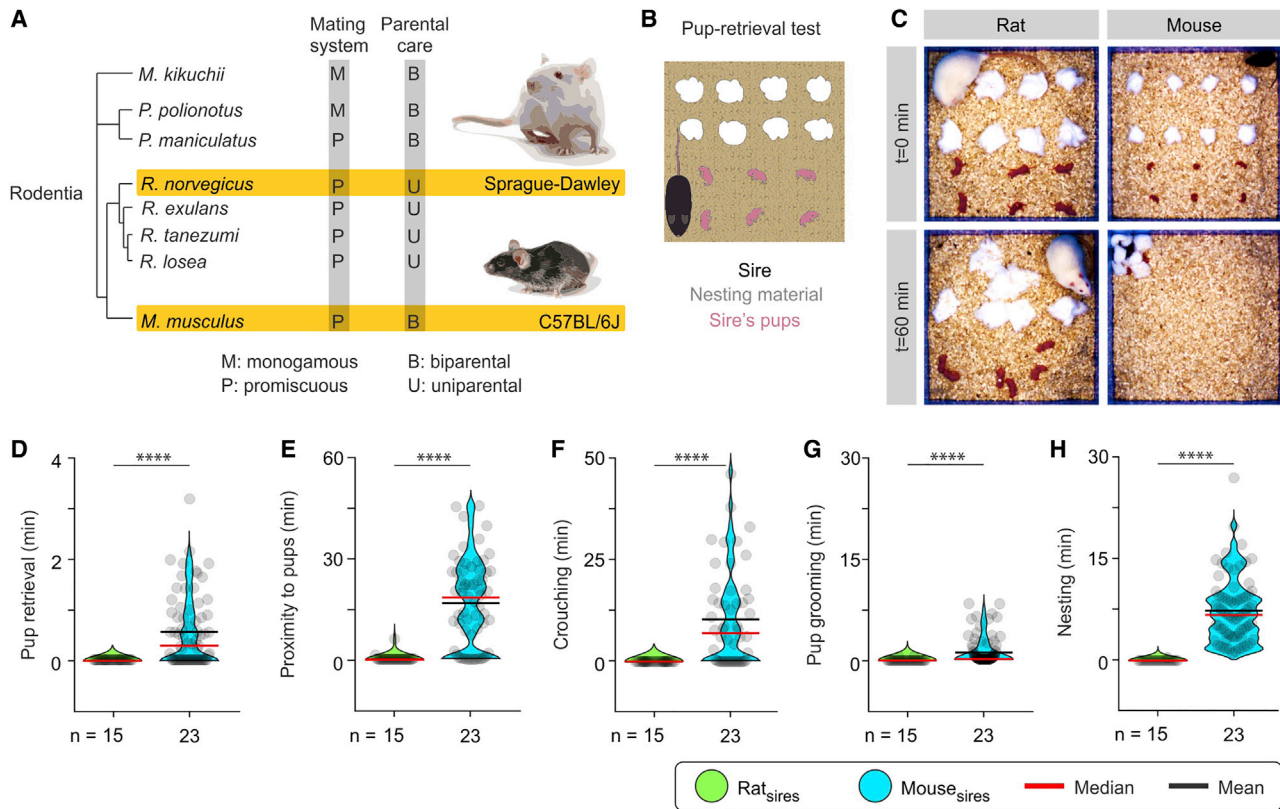 A
Mating system
Parental care
Rodentia
M. kikuchii M B
P. polionotus M B
P. maniculatus P B
R. norvegicus P U Sprague-Dawley
R. exulans P U
R. tanezumi P U
R. losea P U
M. musculus P B C57BL/6J
M: monogamous B: biparental
P: promiscuous U: uniparental
B
Pup-retrieval test
Sire
Nesting material
Sire's pups
C
Rat Mouse
t=0 min
t=60 min
D
Pup retrieval (min)
****
4
2
0
n = 15 23
E
Proximity to pups (min)
****
60
30
0
n = 15 23
F
Crouching (min)
****
50
25
0
n = 15 23
G
Pup grooming (min)
****
30
15
0
n = 15 23
H
Nesting (min)
****
30
15
0
n = 15 23
Ratsires Mousesires Median Mean